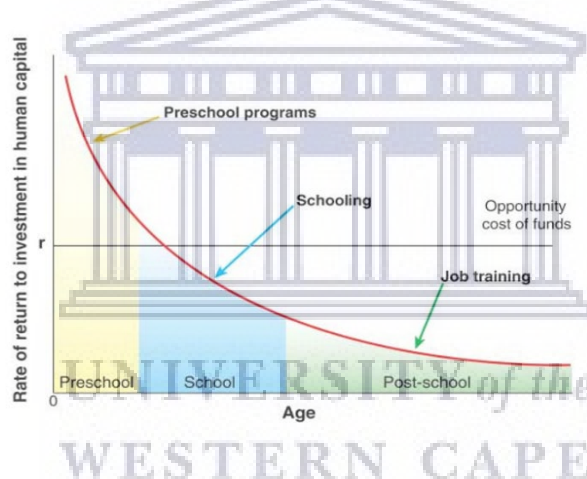 Rate of return to investment in human capital
Preschool programs
Schooling
Opportunity
cost of funds
r
Job training
Preschool
School
Post-school
0
Age
UNIVERSITY of the
WESTERN CAPE